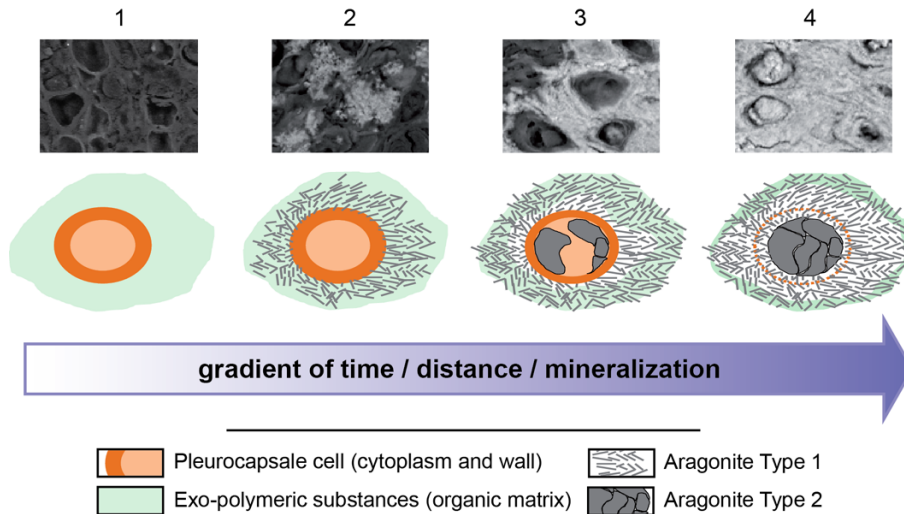 1 2 3 4
gradient of time / distance / mineralization
Pleurocapsale cell (cytoplasm and wall)
Aragonite Type 1
Exo-polymeric substances (organic matrix)
Aragonite Type 2